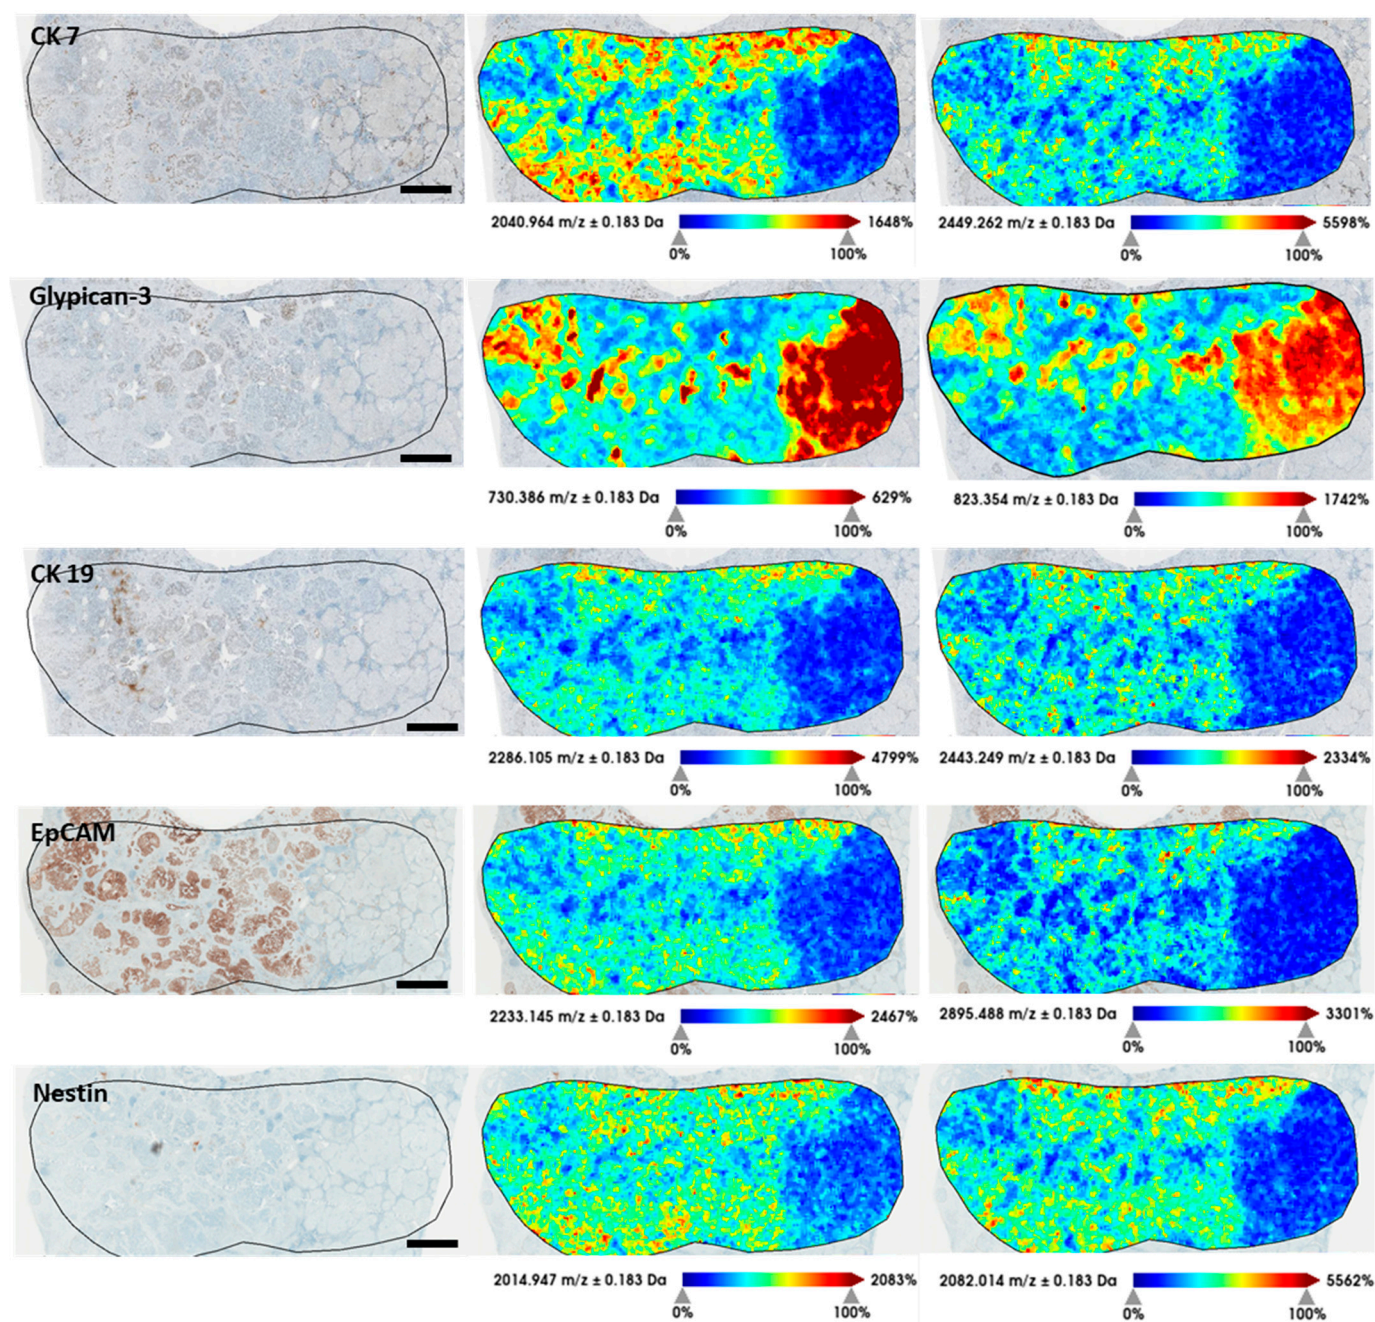 CK 7
2040.964 m/z ± 0.183 Da 1648%
0% 100%
2449.262 m/z ± 0.183 Da 5598%
0% 100%
Glypican-3
730.386 m/z ± 0.183 Da 629%
0% 100%
823.354 m/z ± 0.183 Da 1742%
0% 100%
CK 19
2286.105 m/z ± 0.183 Da 4799%
0% 100%
2443.249 m/z ± 0.183 Da 2334%
0% 100%
EpCAM
2233.145 m/z ± 0.183 Da 2467%
0% 100%
2895.488 m/z ± 0.183 Da 3301%
0% 100%
Nestin
2014.947 m/z ± 0.183 Da 2083%
0% 100%
2082.014 m/z ± 0.183 Da 5562%
0% 100%